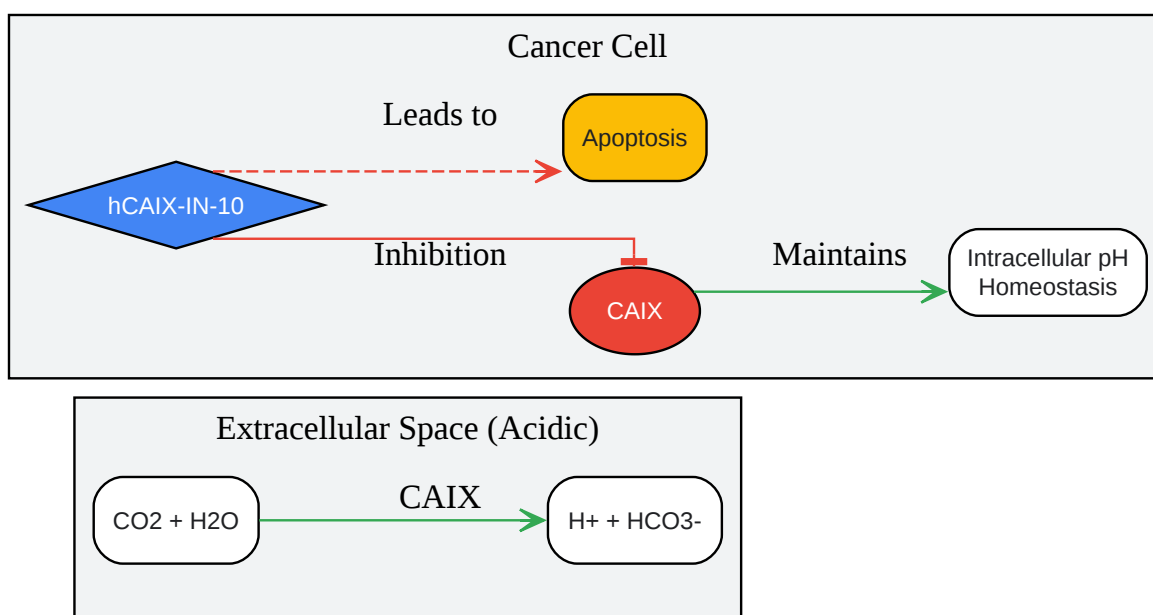 Cancer Cell
Leads to
Apoptosis
hCAIX-IN-10
Inhibition
Maintains
Intracellular pH
Homeostasis
CAIX
Extracellular Space (Acidic)
CAIX
CO2 + H2O
H+ + HCO3-